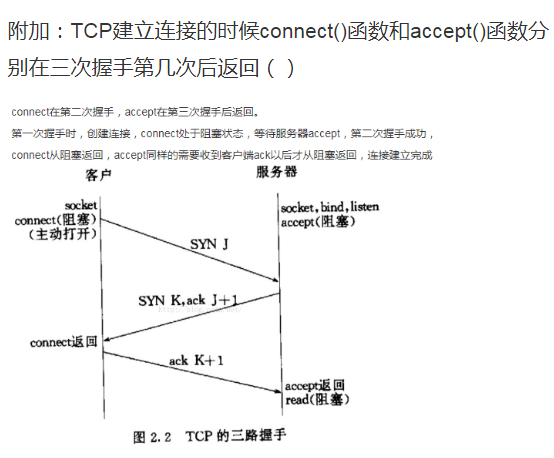 附加：TCP建立连接的时候connect()函数和accept()函数分
别在三次握手第几次后返回（ ）
connect在第二次握手，accept在第三次握手后返回。
第一次握手时，创建连接，connect处于阻塞状态，等待服务器accept，第二次握手成功，
connect从阻塞返回，accept同样的需要收到客户端ack以后才从阻塞返回，连接建立完成
客户
服务器
socket
connect(阻塞)
(主动打开)
socket,bind,listen
accept(阻塞)
SYN J
SYN K,ack J+1
connect返回
ack K+1
accept返回
read(阻塞)
图 2.2 TCP 的三路握手